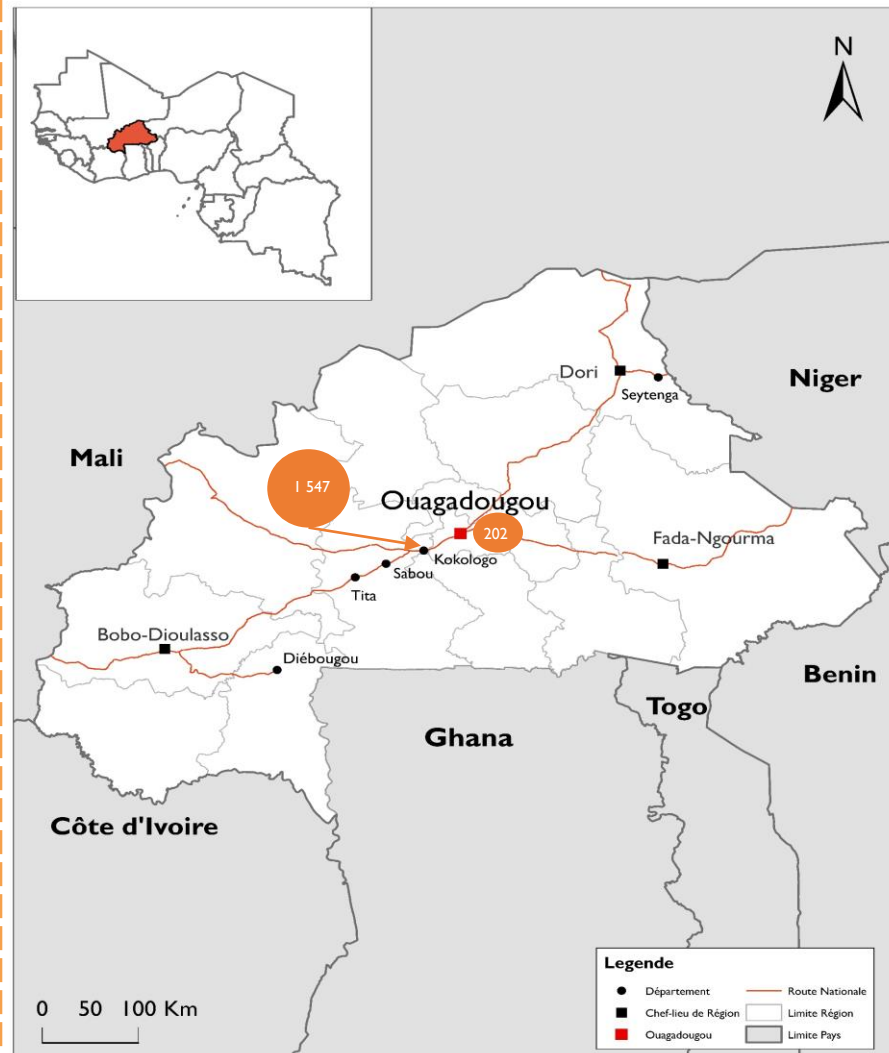 N
Dori
Seytenga
Niger
Mali
1 547
Ouagadougou
202
Fada-Ngourma
Kokologo
Sabou
Tita
Bobo-Dioulasso
Diébougou
Benin
Togo
Ghana
Côte d'Ivoire
Legende
Département
Route Nationale
Chef-lieu de Région
Limite Région
Ouagadougou
Limite Pays
0 50 100 Km